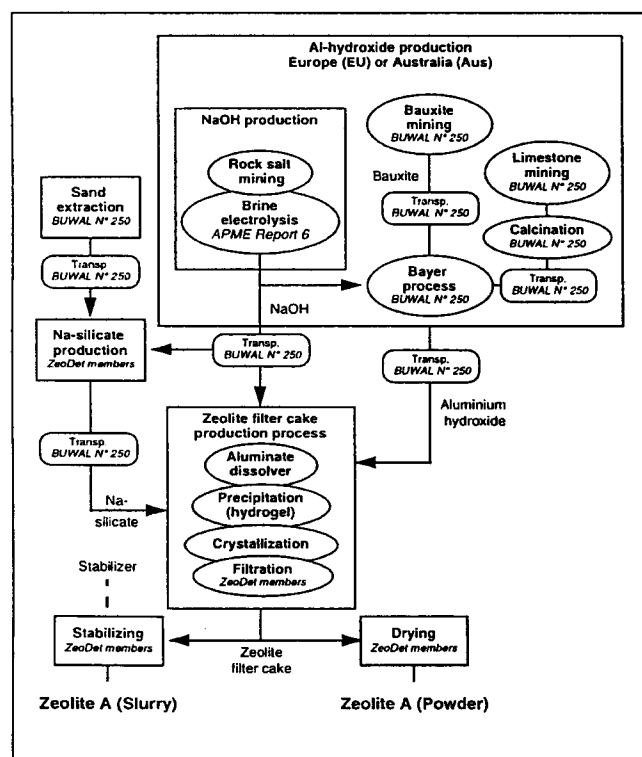 Al-hydroxide production
Europe (EU) or Australia (Aus)
NaOH production
Rock salt
mining
Brine
electrolysis
APME Report 6
Bauxite
mining
BUWAL N° 250
Bauxite
Transp.
BUWAL N° 250
Limestone
mining
BUWAL N° 250
Calcination
BUWAL N° 250
Transp.
BUWAL N° 250
Bayer
process
BUWAL N° 250
NaOH
Sand
extraction
BUWAL N° 250
Transp.
BUWAL N° 250
Na-silicate
production
ZeoDet members
Transp.
BUWAL N° 250
Transp.
BUWAL N° 250
Transp.
BUWAL N° 250
Aluminium
hydroxide
Na-
silicate
Zeolite filter cake
production process
Aluminate
dissolver
Precipitation
(hydrogel)
Crystallization
Filtration
ZeoDet members
Stabilizer
Stabilizing
ZeoDet members
Zeolite
filter cake
Drying
ZeoDet members
Zeolite A (Slurry)
Zeolite A (Powder)